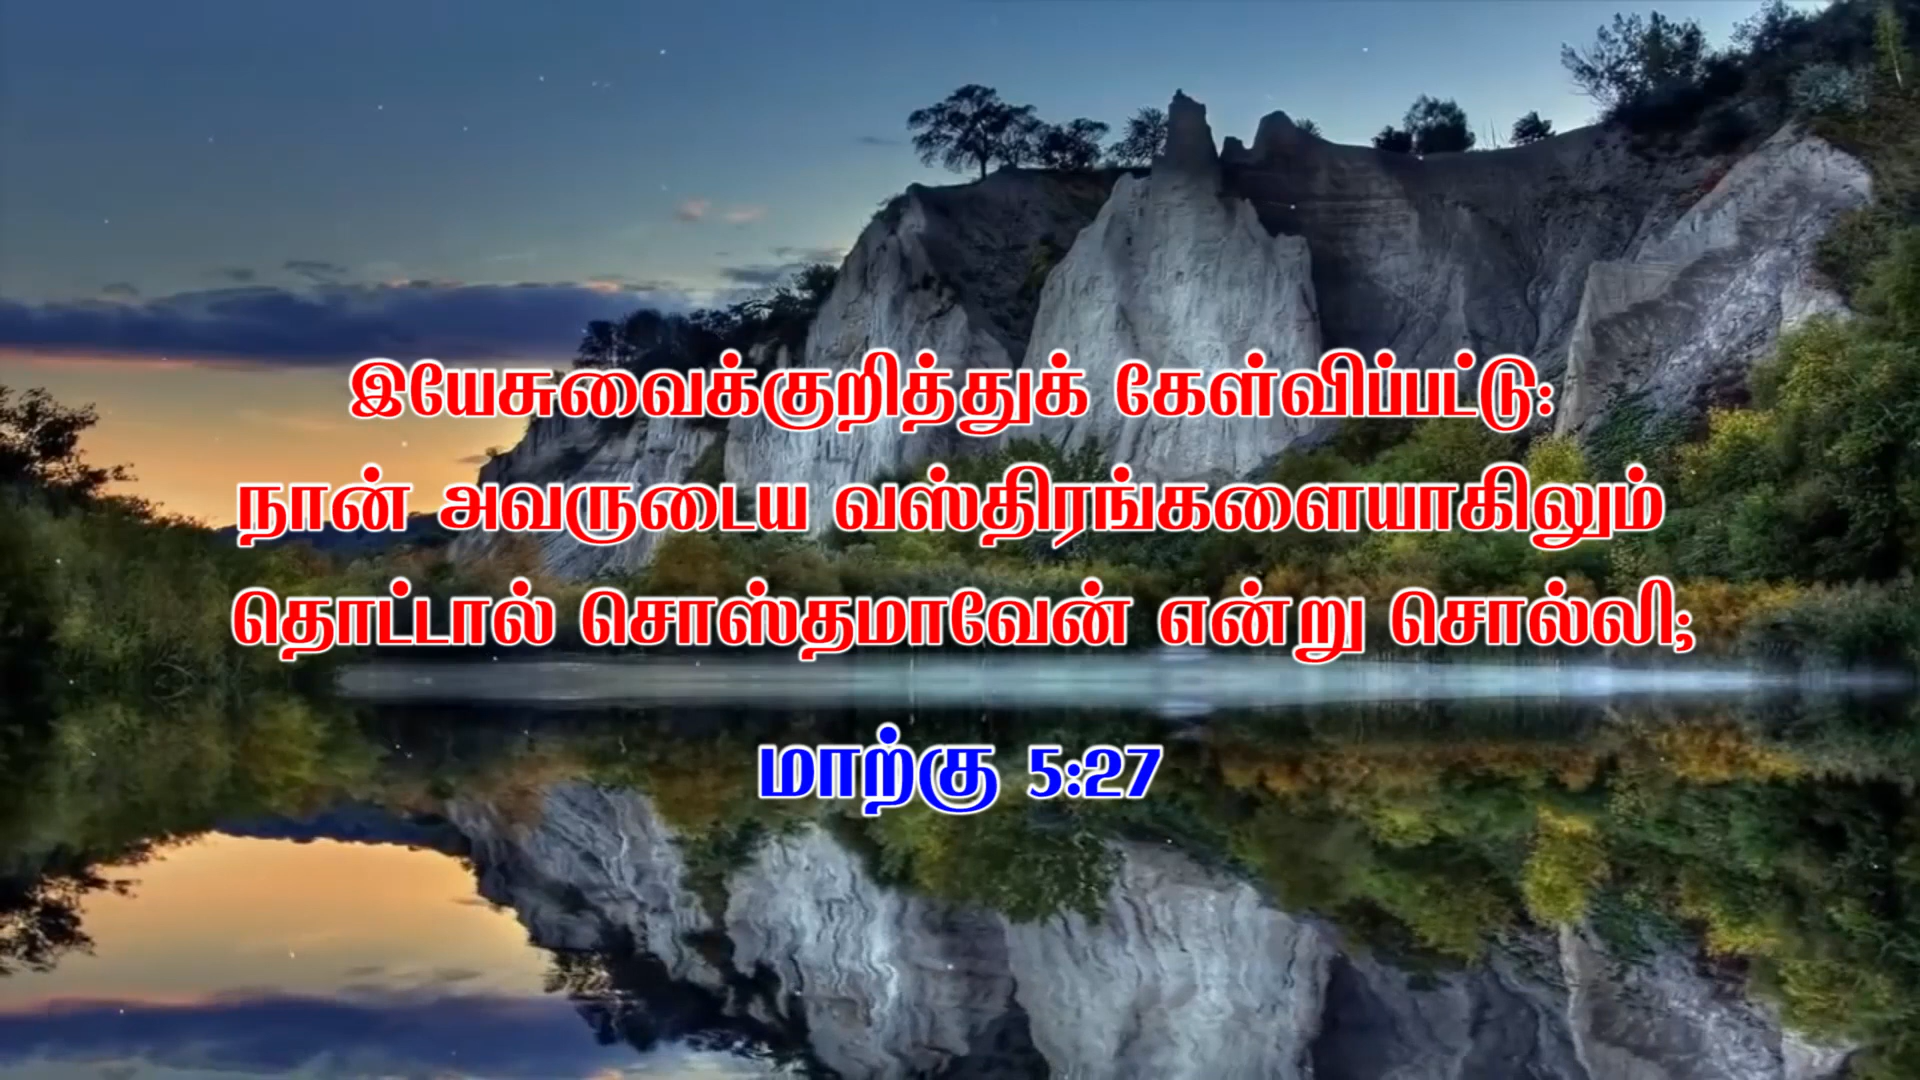 இயேசுவைக்குறித்துக் கேள்விப்பட்டு:
நான் அவருடைய வஸ்திரங்களையாகிலும்
தொட்டால் சொஸ்தமாவேன் என்று சொல்லி;
மாற்கு 5:27